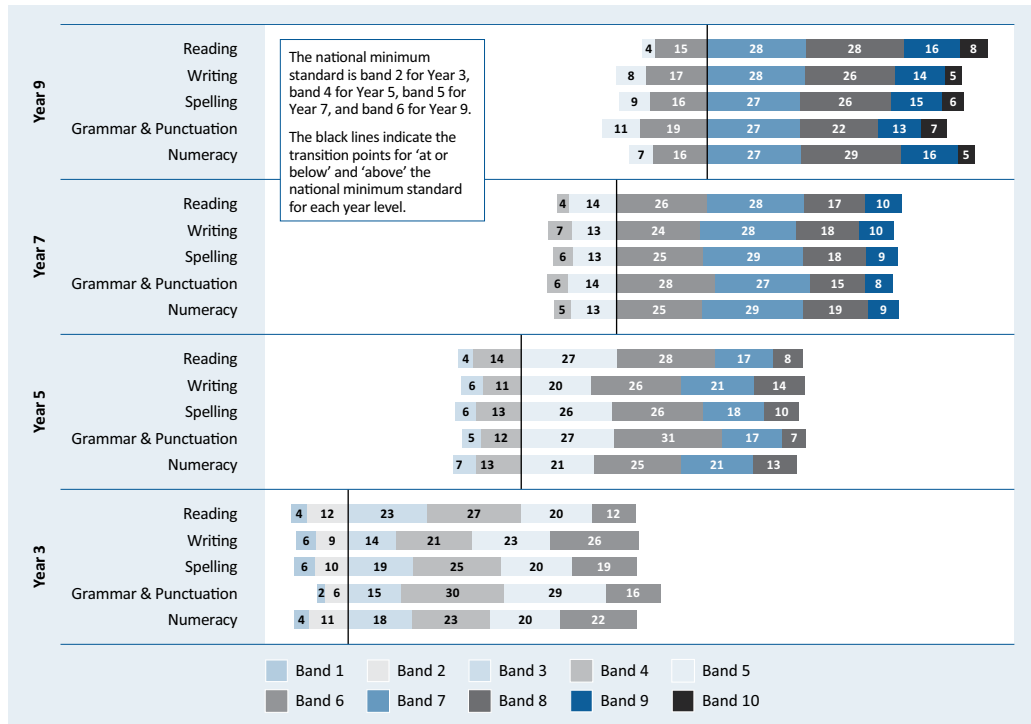 Year 9
Reading 4 15 28 28 16 8
Writing 8 17 28 26 14 5
Spelling 9 16 27 26 15 6
Grammar & Punctuation 11 19 27 22 13 7
Numeracy 7 16 27 29 16 5
The national minimum
standard is band 2 for Year 3,
band 4 for Year 5, band 5 for
Year 7, and band 6 for Year 9.
The black lines indicate the
transition points for ‘at or
below’ and ‘above’ the
national minimum standard
for each year level.
Year 7
Reading 4 14 26 28 17 10
Writing 7 13 24 28 18 10
Spelling 6 13 25 29 18 9
Grammar & Punctuation 6 14 28 27 15 8
Numeracy 5 13 25 29 19 9
Year 5
Reading 4 14 27 28 17 8
Writing 6 11 20 26 21 14
Spelling 6 13 26 26 18 10
Grammar & Punctuation 5 12 27 31 17 7
Numeracy 7 13 21 25 21 13
Year 3
Reading 4 12 23 27 20 12
Writing 6 9 14 21 23 26
Spelling 6 10 19 25 20 19
Grammar & Punctuation 2 6 15 30 29 16
Numeracy 4 11 18 23 20 22
Band 1 Band 2 Band 3 Band 4 Band 5
Band 6 Band 7 Band 8 Band 9 Band 10